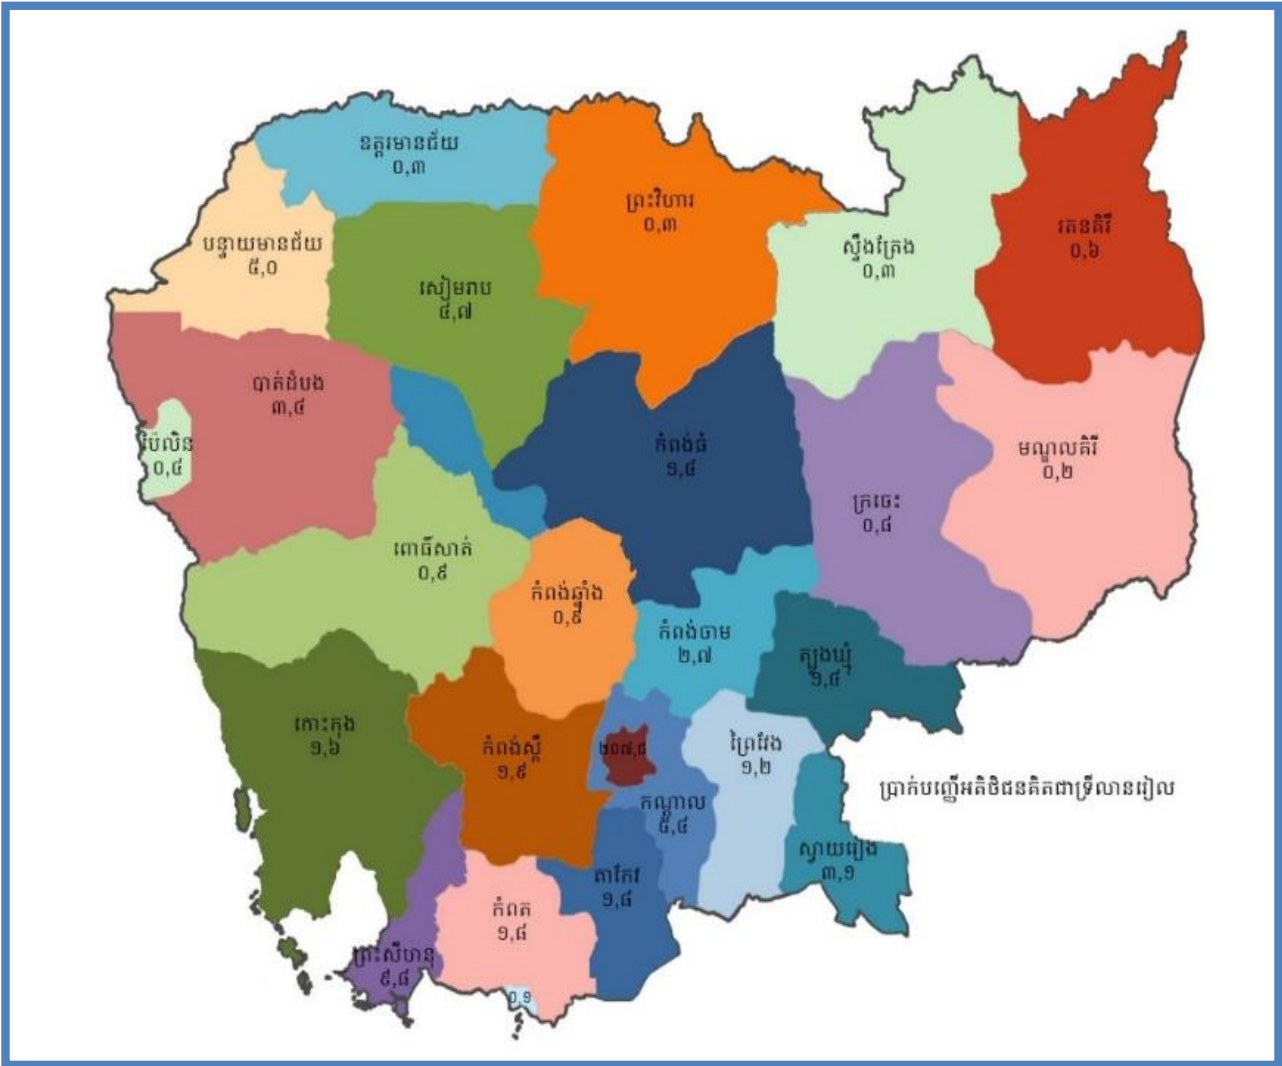 ឧត្តរមានជ័យ
០,៣
ព្រះវិហារ
០,៣
រតនគិរី
០,៦
ស្ទឹងត្រែង
០,៣
បន្ទាយមានជ័យ
៥,០
សៀមរាប
៤,៧
បាត់ដំបង
៣,៤
ប៉ៃលិន
០,៤
កំពង់ធំ
១,៤
មណ្ឌលគិរី
០,២
ក្រចេះ
០,៨
ពោធិ៍សាត់
០,៩
កំពង់ឆ្នាំង
០,៩
កំពង់ចាម
២,៧
ត្បូងឃ្មុំ
១,៤
កោះកុង
១,៦
កំពង់ស្ពឺ
១,៩
២០៧,៨
ព្រៃវែង
១,២
ប្រាក់បញ្ញើអតិថិជនគិតជាទ្រីលានរៀល
កណ្ដាល
៥,៤
ស្វាយរៀង
៣,១
តាកែវ
១,៨
កំពត
១,៨
ព្រះសីហនុ
៩,៨
០,១